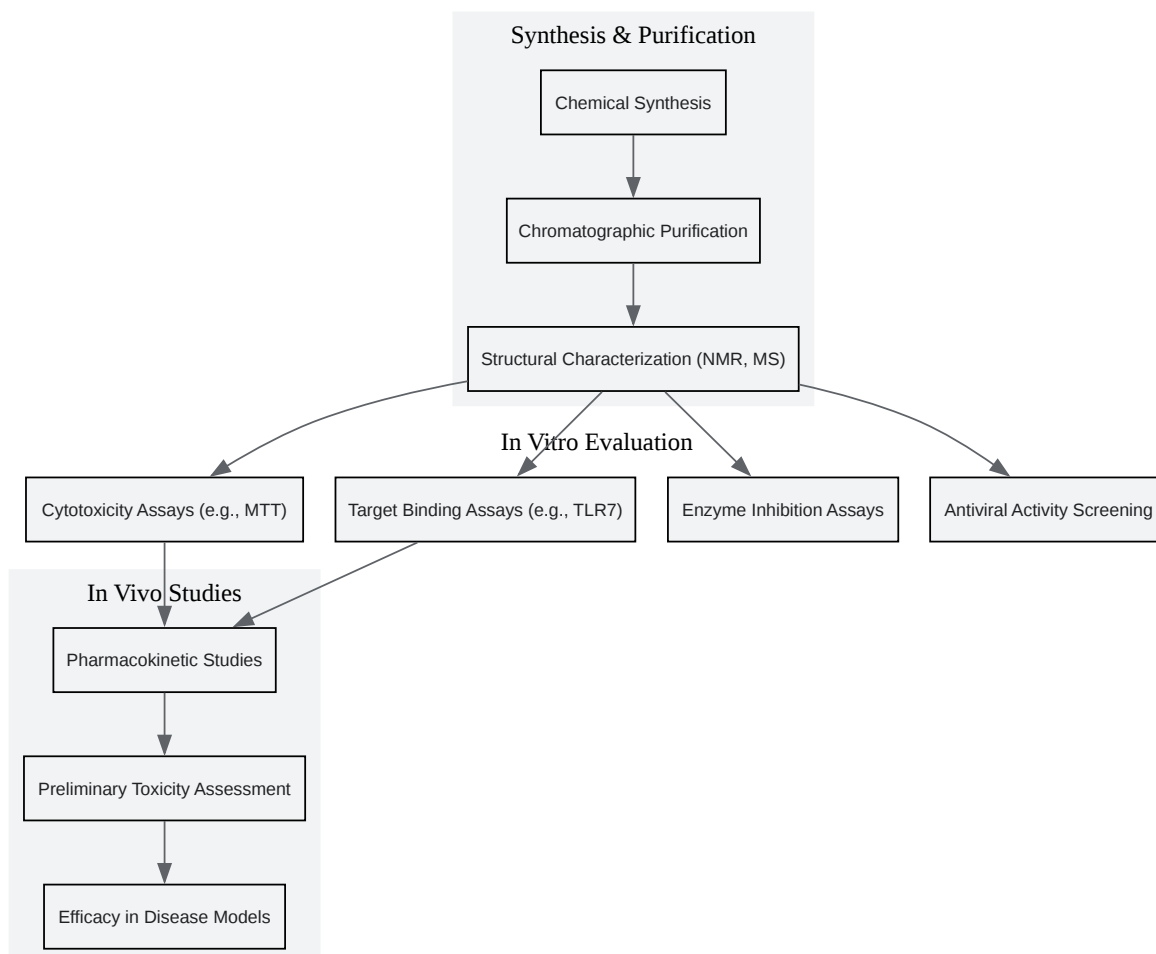 Synthesis & Purification
Chemical Synthesis
Chromatographic Purification
Structural Characterization (NMR, MS)
In Vitro Evaluation
Cytotoxicity Assays (e.g., MTT)
Target Binding Assays (e.g., TLR7)
Enzyme Inhibition Assays
Antiviral Activity Screening
In Vivo Studies
Pharmacokinetic Studies
Preliminary Toxicity Assessment
Efficacy in Disease Models